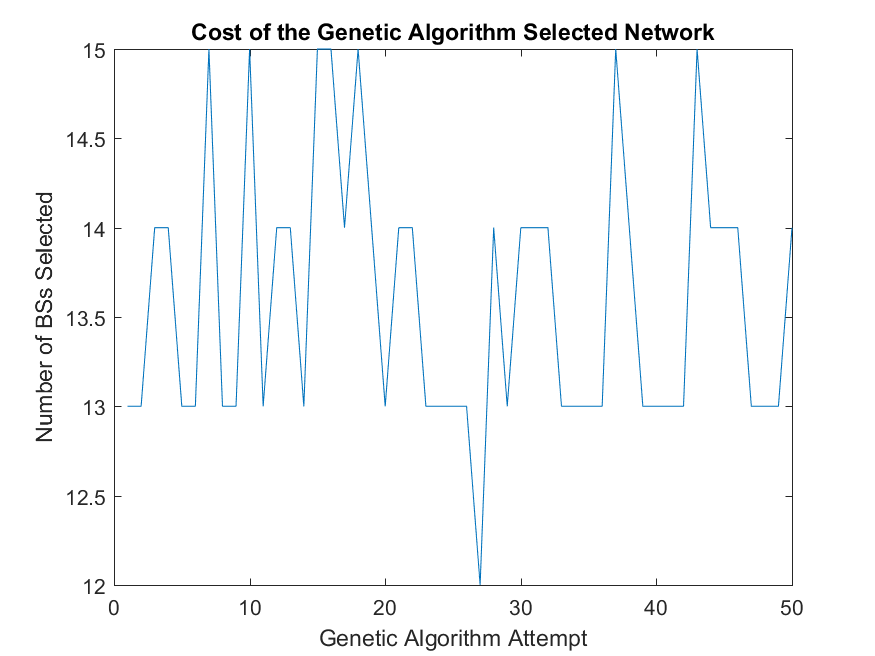 Cost of the Genetic Algorithm Selected Network
15
14.5
14
13.5
13
12.5
12
Number of BSs Selected
0 10 20 30 40 50
Genetic Algorithm Attempt